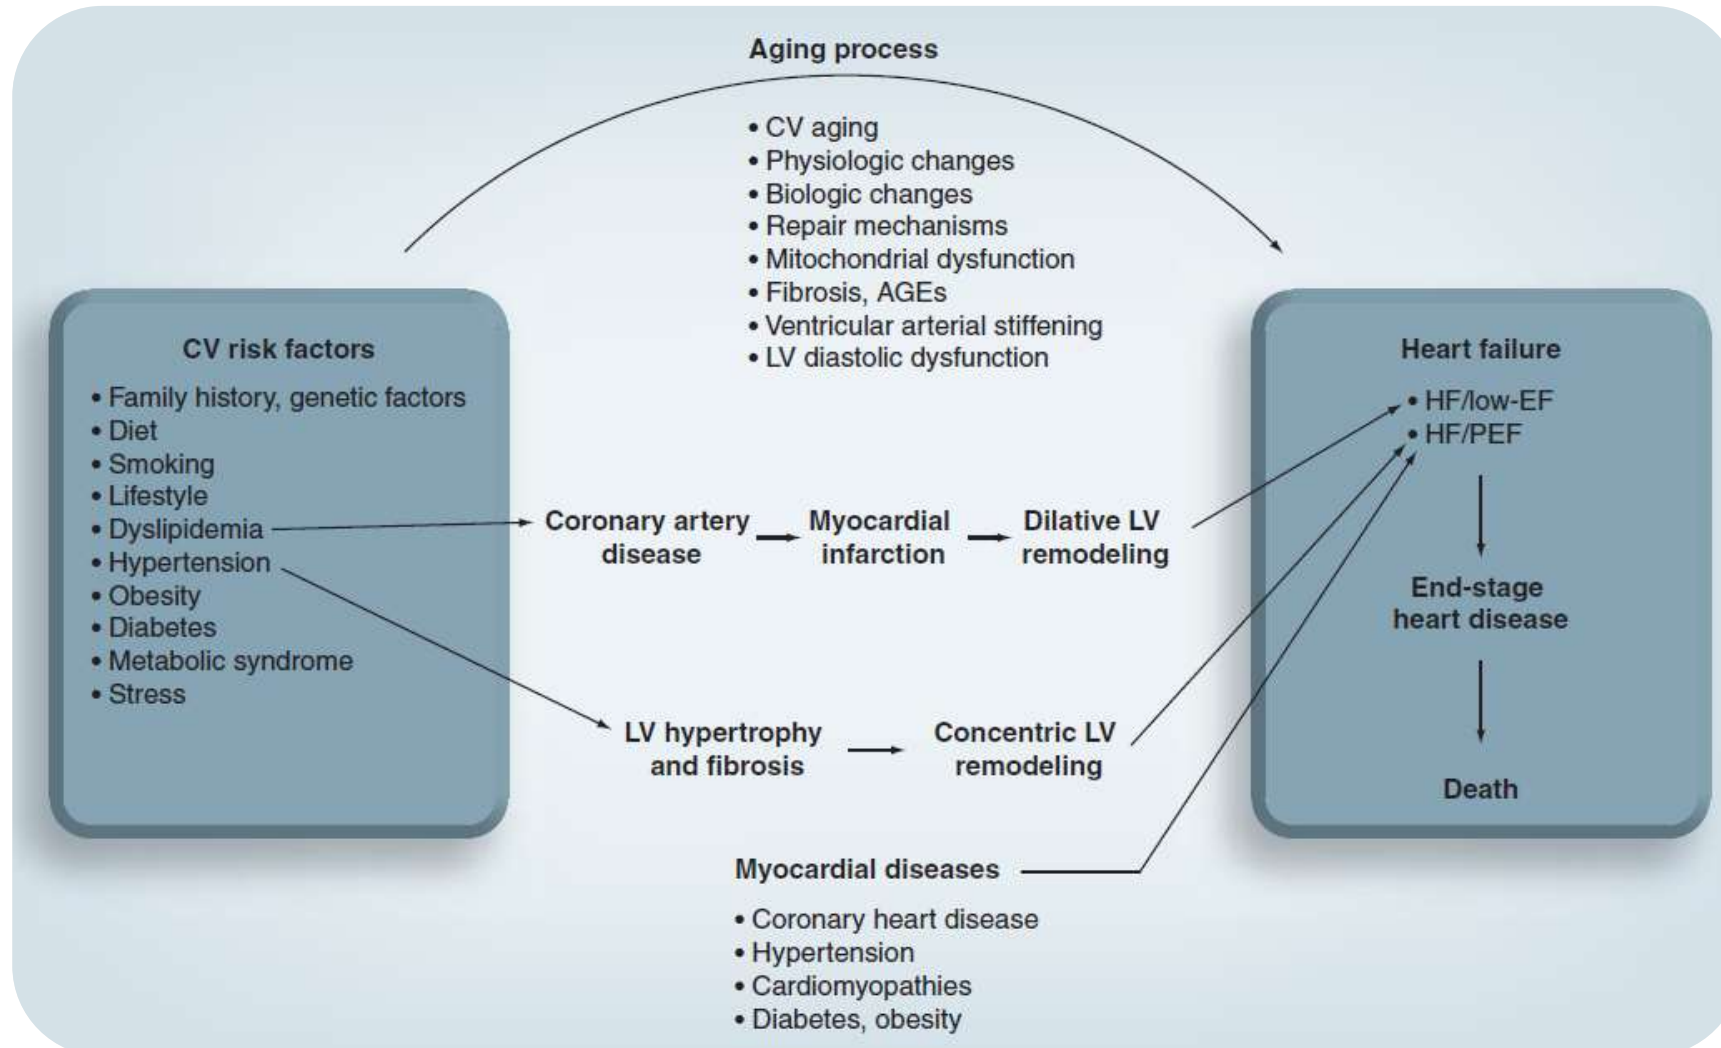 Aging process
• CV aging
• Physiologic changes
• Biologic changes
• Repair mechanisms
• Mitochondrial dysfunction
• Fibrosis, AGEs
• Ventricular arterial stiffening
• LV diastolic dysfunction
CV risk factors
• Family history, genetic factors
• Diet
• Smoking
• Lifestyle
• Dyslipidemia
• Hypertension
• Obesity
• Diabetes
• Metabolic syndrome
• Stress
Coronary artery
disease
Myocardial
infarction
Dilative LV
remodeling
LV hypertrophy
and fibrosis
Concentric LV
remodeling
Myocardial diseases
• Coronary heart disease
• Hypertension
• Cardiomyopathies
• Diabetes, obesity
Heart failure
• HF/low-EF
• HF/PEF
End-stage
heart disease
Death